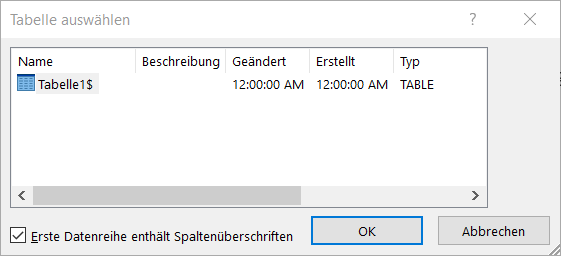 Tabelle auswählen
Name Beschreibung Geändert Erstellt Typ
Tabelle1$ 12:00:00 AM 12:00:00 AM TABLE
Erste Datenreihe enthält Spaltenüberschriften
OK
Abbrechen